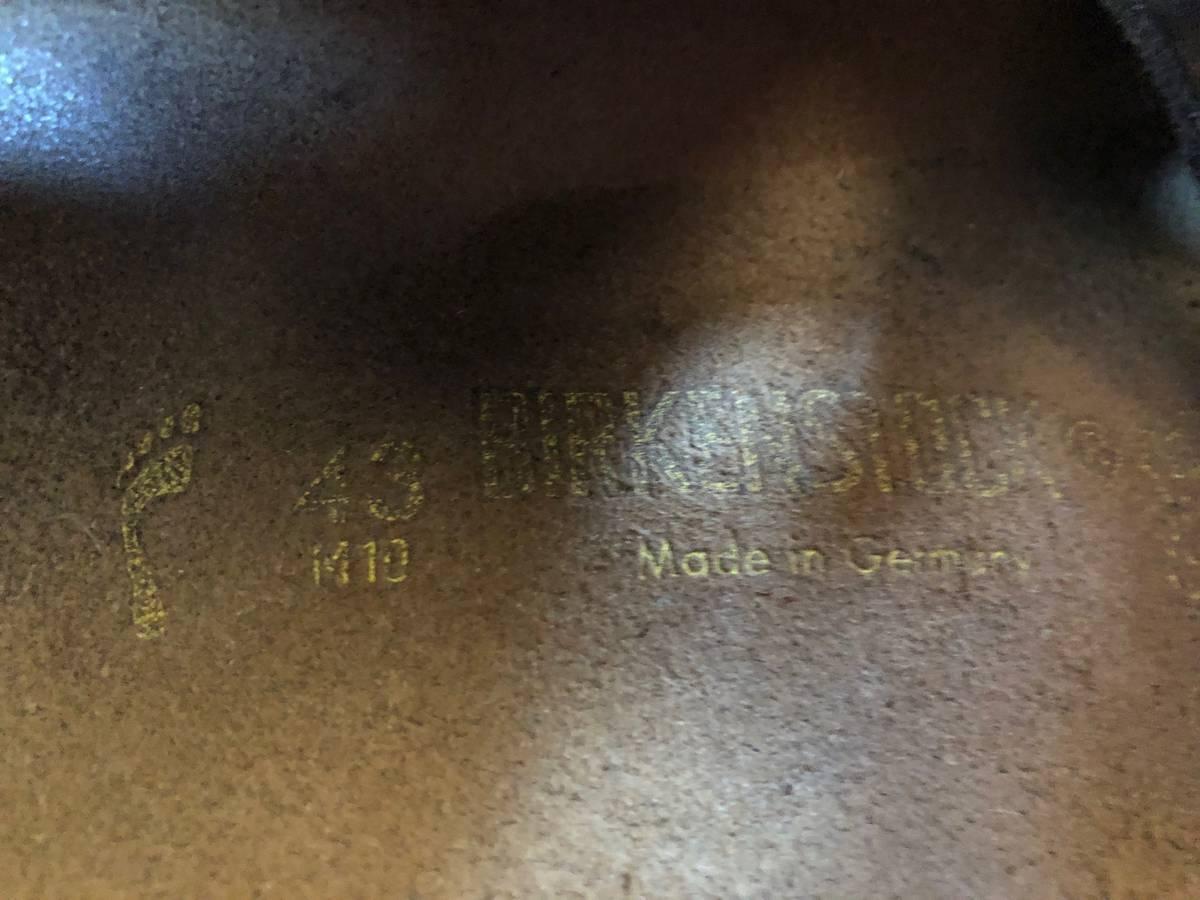 43
M10
BIRKENSTOCK®
Made in Germany